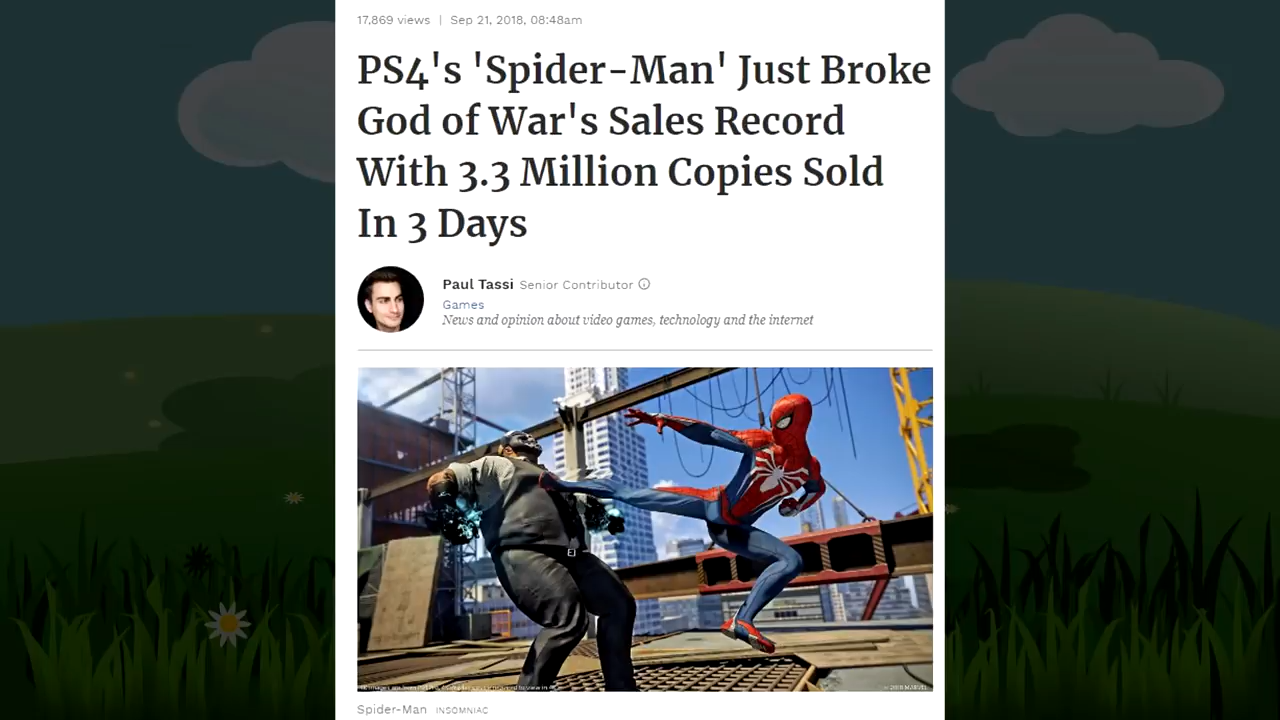 17,869 views | Sep 21, 2018, 08:48am
PS4's 'Spider-Man' Just Broke
God of War's Sales Record
With 3.3 Million Copies Sold
In 3 Days
Paul Tassi Senior Contributor
Games
News and opinion about video games, technology and the internet
© 2018 MARVEL
Spider-Man INSOMNIAC